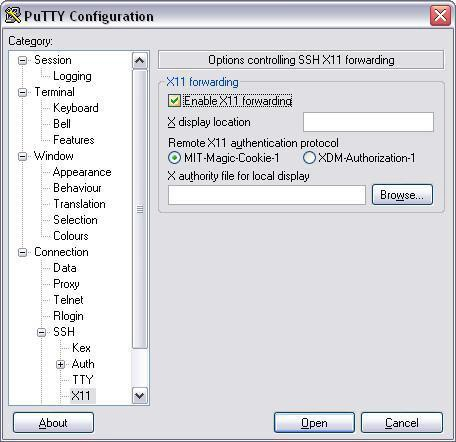 PuTTY Configuration
Category:
Session
Logging
Terminal
Keyboard
Bell
Features
Window
Appearance
Behaviour
Translation
Selection
Colours
Connection
Data
Proxy
Telnet
Rlogin
SSH
Kex
Auth
TTY
X11
Options controlling SSH X11 forwarding
X11 forwarding
Enable X11 forwarding
X display location
Remote X11 authentication protocol
MIT-Magic-Cookie-1 XDM-Authorization-1
X authority file for local display
Browse...
About Open Cancel